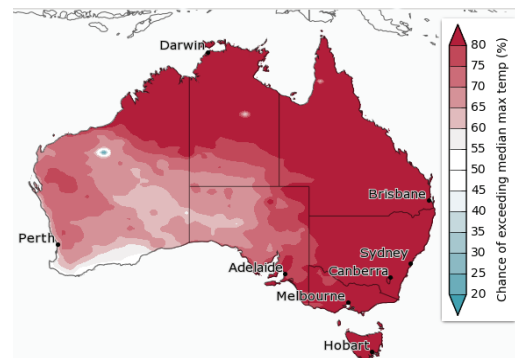 Darwin
Brisbane
Perth
Sydney
Adelaide
Canberra
Melbourne
Hobart
80
75
70
65
60
55
50
45
40
35
30
25
20
Chance of exceeding median max temp (%)